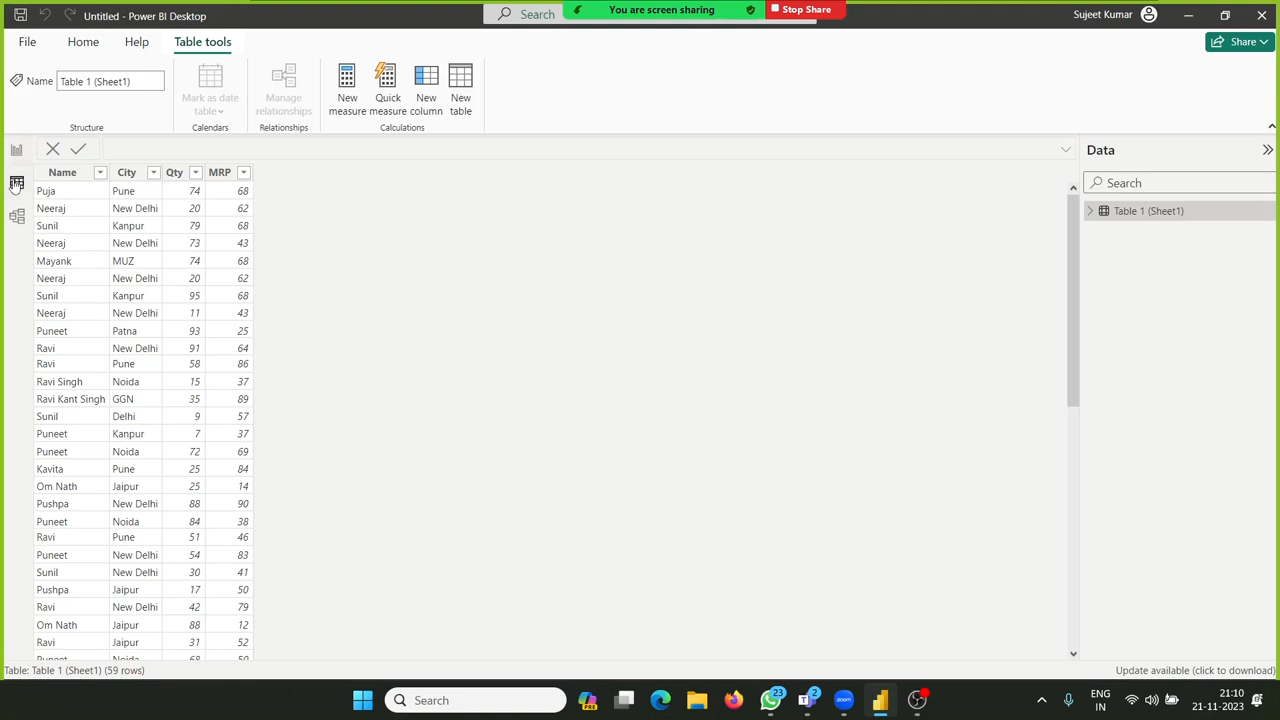 Untitled - Power BI Desktop
Search
You are screen sharing
Stop Share
Sujeet Kumar
File
Home
Help
Table tools
Share
Name
Table 1 (Sheet1)
Mark as date table
Manage relationships
New measure
Quick measure
New column
New table
Structure
Calendars
Relationships
Calculations
Data
Search
Table 1 (Sheet1)
Name City Qty MRP
Puja Pune 74 68
Neeraj New Delhi 20 62
Sunil Kanpur 79 68
Neeraj New Delhi 73 43
Mayank MUZ 74 68
Neeraj New Delhi 20 62
Sunil Kanpur 95 68
Neeraj New Delhi 11 43
Puneet Patna 93 25
Ravi New Delhi 91 64
Ravi Pune 58 86
Ravi Singh Noida 15 37
Ravi Kant Singh GGN 35 89
Sunil Delhi 9 57
Puneet Kanpur 7 37
Puneet Noida 72 69
Kavita Pune 25 84
Om Nath Jaipur 25 14
Pushpa New Delhi 88 90
Puneet Noida 84 38
Ravi Pune 51 46
Puneet New Delhi 54 83
Sunil New Delhi 30 41
Pushpa Jaipur 17 50
Ravi New Delhi 42 79
Om Nath Jaipur 88 12
Ravi Jaipur 31 52
Puneet Noida 68 50
Table: Table 1 (Sheet1) (59 rows)
Update available (click to download)
Search
PRE
23
2
zoom
ENG
IN
21:10
21-11-2023